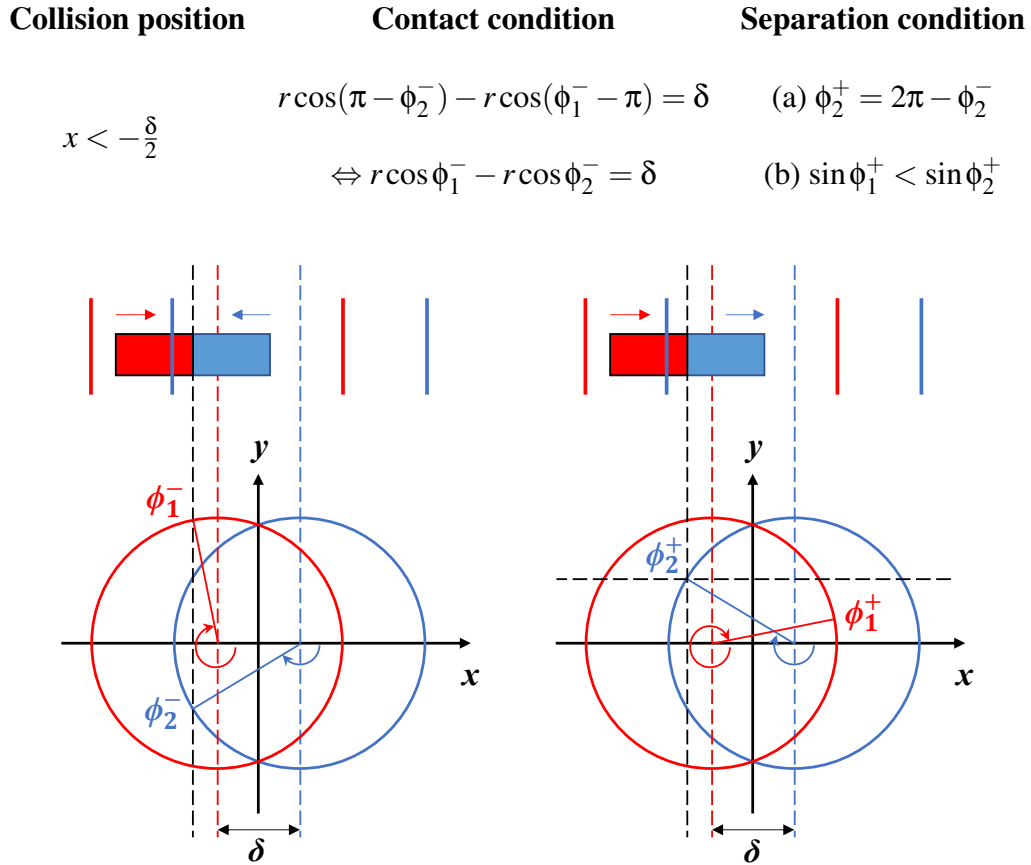 Collision position Contact condition Separation condition
r cos(π − ϕ₂⁻) − r cos(ϕ₁⁻ − π) = δ (a) ϕ₂⁺ = 2π − ϕ₂⁻
x < −δ/2
⇔ r cos ϕ₁⁻ − r cos ϕ₂⁻ = δ (b) sin ϕ₁⁺ < sin ϕ₂⁺
y y
ϕ₁⁻
ϕ₂⁺
ϕ₁⁺
x x
ϕ₂⁻
δ δ